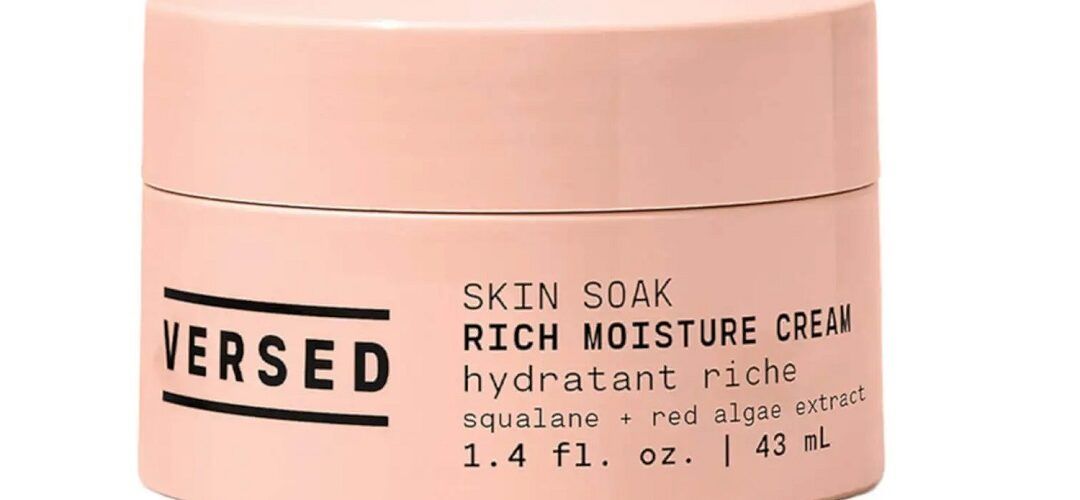 VERSED
SKIN SOAK
RICH MOISTURE CREAM
hydratant riche
squalane + red algae extract
1.4 fl. oz. | 43 mL